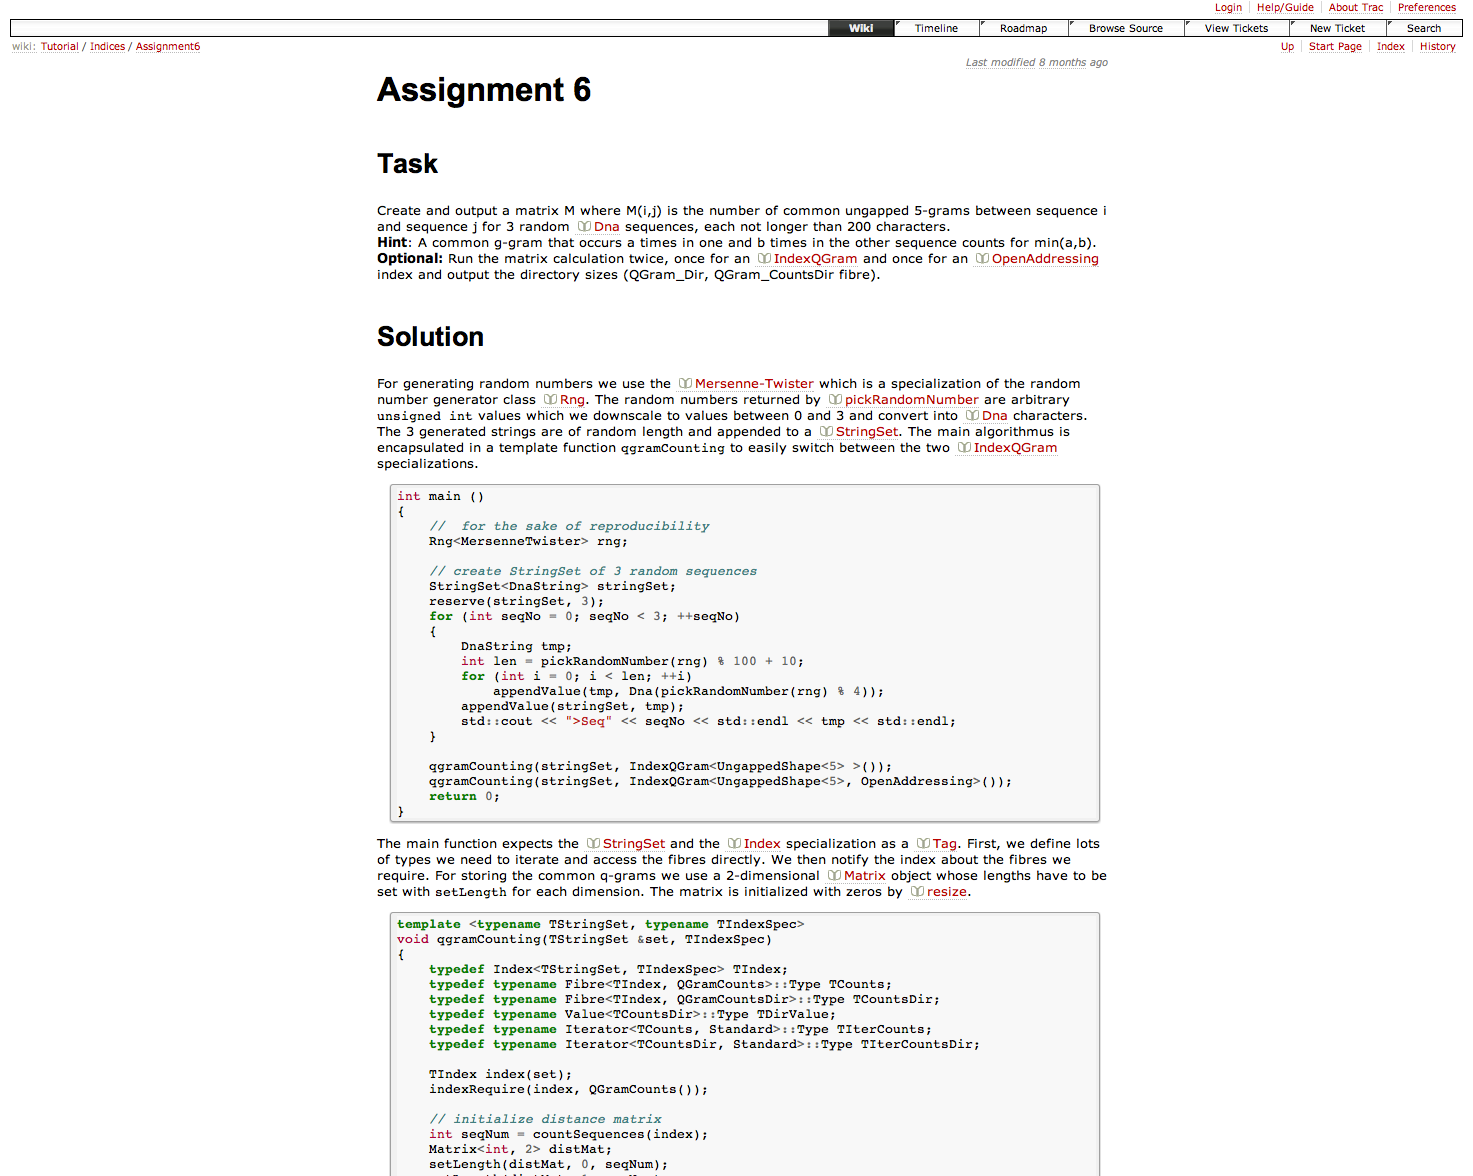 Login Help/Guide About Trac Preferences
Wiki Timeline Roadmap Browse Source View Tickets New Ticket Search
wiki: Tutorial / Indices / Assignment6 Up Start Page Index History
Last modified 8 months ago
Assignment 6
Task
Create and output a matrix M where M(i,j) is the number of common ungapped 5-grams between sequence i
and sequence j for 3 random Dna sequences, each not longer than 200 characters.
Hint: A common g-gram that occurs a times in one and b times in the other sequence counts for min(a,b).
Optional: Run the matrix calculation twice, once for an IndexQGram and once for an OpenAddressing
index and output the directory sizes (QGram_Dir, QGram_CountsDir fibre).
Solution
For generating random numbers we use the Mersenne-Twister which is a specialization of the random
number generator class Rng. The random numbers returned by pickRandomNumber are arbitrary
unsigned int values which we downscale to values between 0 and 3 and convert into Dna characters.
The 3 generated strings are of random length and appended to a StringSet. The main algorithmus is
encapsulated in a template function qgramCounting to easily switch between the two IndexQGram
specializations.
int main ()
{
    //  for the sake of reproducibility
    Rng<MersenneTwister> rng;
    // create StringSet of 3 random sequences
    StringSet<DnaString> stringSet;
    reserve(stringSet, 3);
    for (int seqNo = 0; seqNo < 3; ++seqNo)
    {
        DnaString tmp;
        int len = pickRandomNumber(rng) % 100 + 10;
        for (int i = 0; i < len; ++i)
            appendValue(tmp, Dna(pickRandomNumber(rng) % 4));
        appendValue(stringSet, tmp);
        std::cout << ">Seq" << seqNo << std::endl << tmp << std::endl;
    }
    qgramCounting(stringSet, IndexQGram<UngappedShape<5> >());
    qgramCounting(stringSet, IndexQGram<UngappedShape<5>, OpenAddressing>());
    return 0;
}
The main function expects the StringSet and the Index specialization as a Tag. First, we define lots
of types we need to iterate and access the fibres directly. We then notify the index about the fibres we
require. For storing the common q-grams we use a 2-dimensional Matrix object whose lengths have to be
set with setLength for each dimension. The matrix is initialized with zeros by resize.
template <typename TStringSet, typename TIndexSpec>
void qgramCounting(TStringSet &set, TIndexSpec)
{
    typedef Index<TStringSet, TIndexSpec> TIndex;
    typedef typename Fibre<TIndex, QGramCounts>::Type TCounts;
    typedef typename Fibre<TIndex, QGramCountsDir>::Type TCountsDir;
    typedef typename Value<TCountsDir>::Type TDirValue;
    typedef typename Iterator<TCounts, Standard>::Type TIterCounts;
    typedef typename Iterator<TCountsDir, Standard>::Type TIterCountsDir;
    TIndex index(set);
    indexRequire(index, QGramCounts());
    // initialize distance matrix
    int seqNum = countSequences(index);
    Matrix<int, 2> distMat;
    setLength(distMat, 0, seqNum);